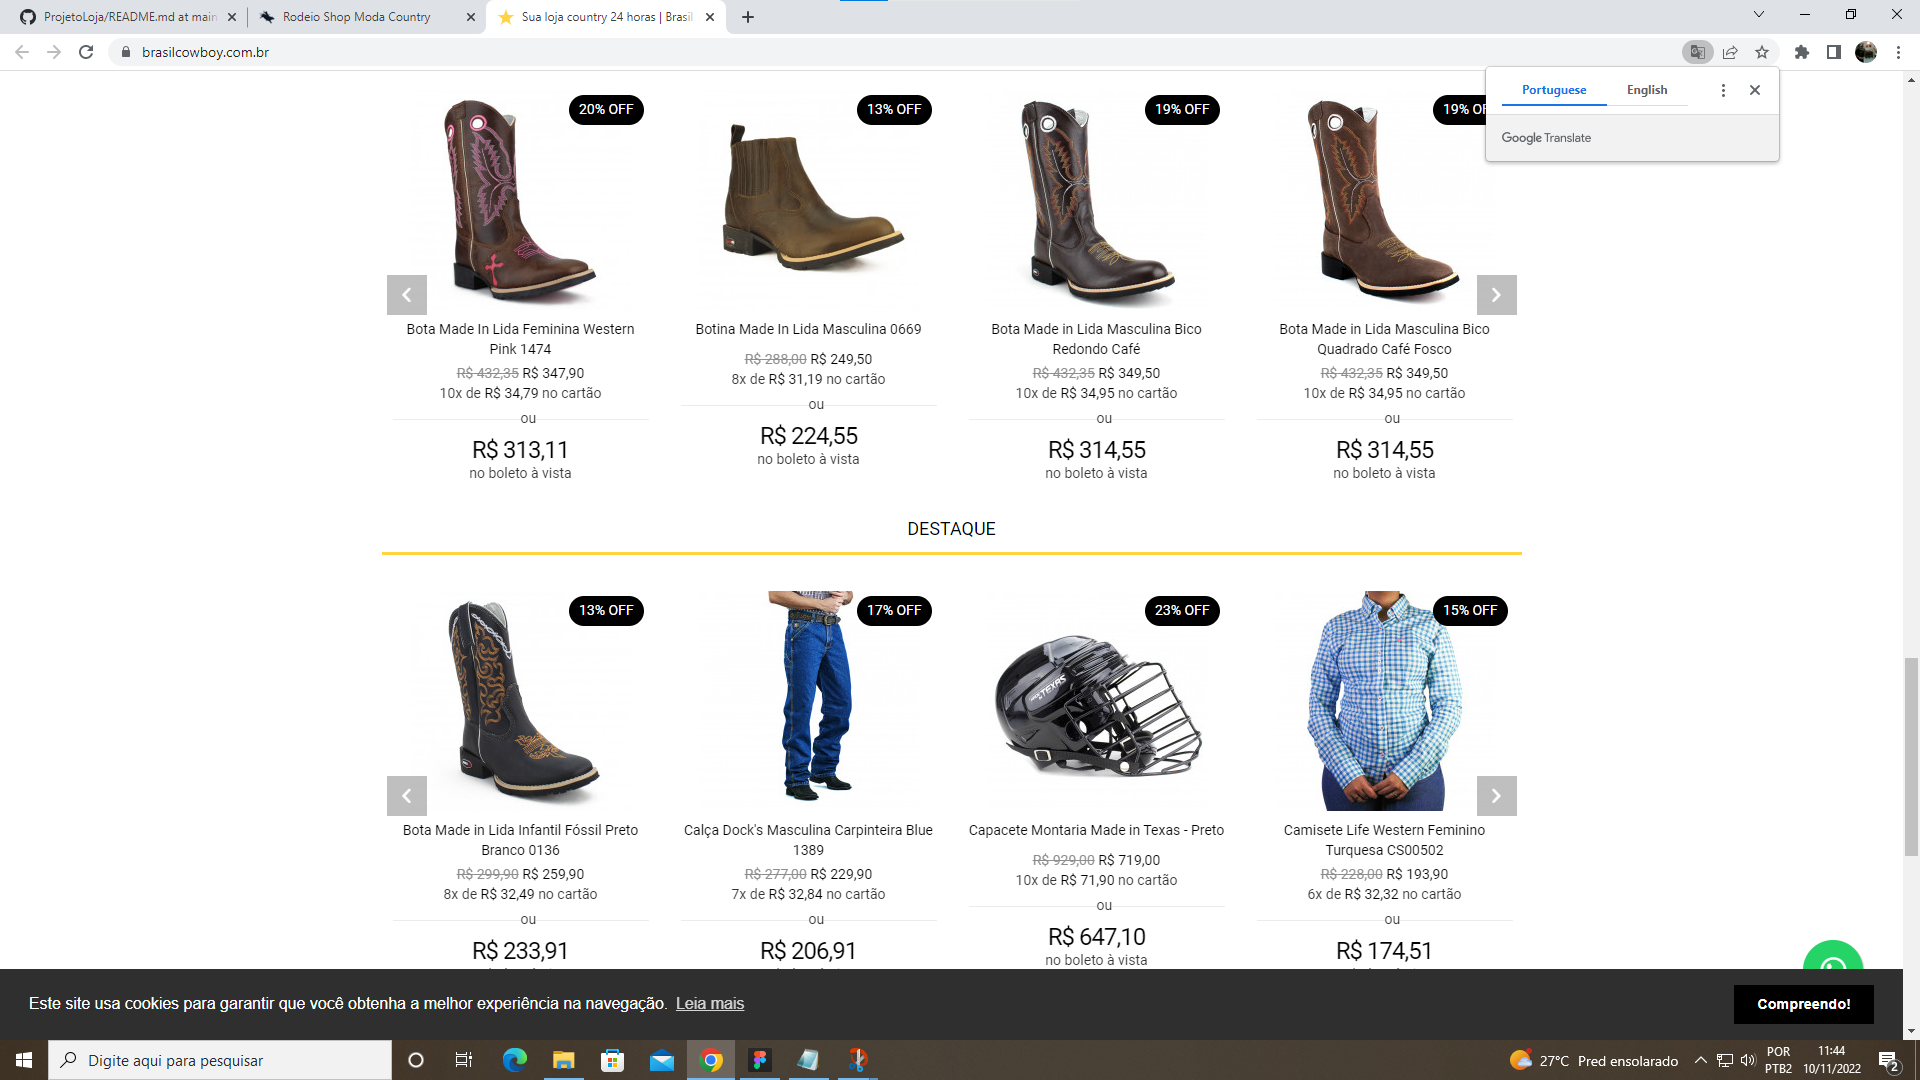 ProjetoLoja/README.md at main
Rodeio Shop Moda Country
Sua loja country 24 horas | Brasil
brasilcowboy.com.br
Portuguese
English
Google Translate
20% OFF
13% OFF
19% OFF
19% OF
Bota Made In Lida Feminina Western
Pink 1474
R$ 432,35 R$ 347,90
10x de R$ 34,79 no cartão
ou
R$ 313,11
no boleto à vista
Botina Made In Lida Masculina 0669
R$ 288,00 R$ 249,50
8x de R$ 31,19 no cartão
ou
R$ 224,55
no boleto à vista
Bota Made in Lida Masculina Bico
Redondo Café
R$ 432,35 R$ 349,50
10x de R$ 34,95 no cartão
ou
R$ 314,55
no boleto à vista
Bota Made in Lida Masculina Bico
Quadrado Café Fosco
R$ 432,35 R$ 349,50
10x de R$ 34,95 no cartão
ou
R$ 314,55
no boleto à vista
DESTAQUE
13% OFF
17% OFF
23% OFF
15% OFF
TEXAS
Bota Made in Lida Infantil Fóssil Preto
Branco 0136
R$ 299,90 R$ 259,90
8x de R$ 32,49 no cartão
ou
R$ 233,91
Calça Dock's Masculina Carpinteira Blue
1389
R$ 277,00 R$ 229,90
7x de R$ 32,84 no cartão
ou
R$ 206,91
Capacete Montaria Made in Texas - Preto
R$ 929,00 R$ 719,00
10x de R$ 71,90 no cartão
ou
R$ 647,10
no boleto à vista
Camisete Life Western Feminino
Turquesa CS00502
R$ 228,00 R$ 193,90
6x de R$ 32,32 no cartão
ou
R$ 174,51
Este site usa cookies para garantir que você obtenha a melhor experiência na navegação. Leia mais
Compreendo!
Digite aqui para pesquisar
27°C Pred ensolarado
POR
PTB2
11:44
10/11/2022
2